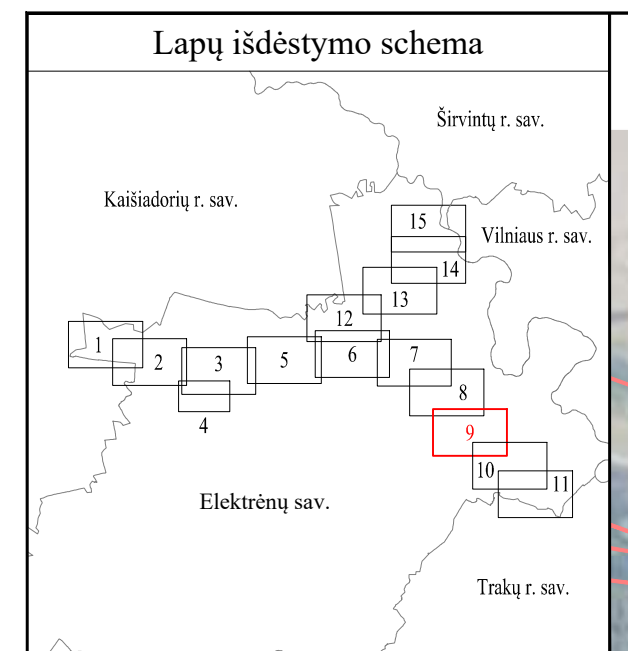 Lapų išdėstymo schema
Širvintų r. sav.
Kaišiadorių r. sav.
15
Vilniaus r. sav.
14
13
12
1
2
3
5
6
7
8
4
9
10
11
Elektrėnų sav.
Trakų r. sav.